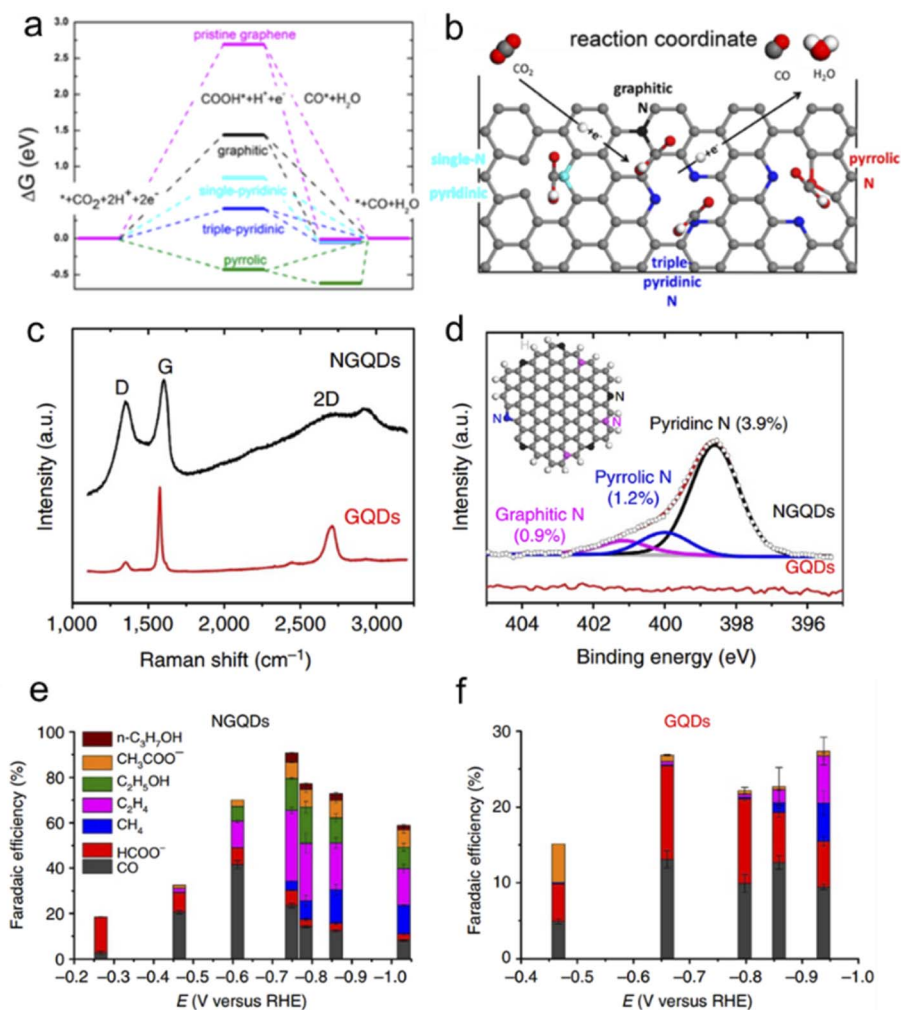 a
3.0
2.5
2.0
1.5
1.0
0.5
0.0
-0.5
ΔG (eV)
pristine graphene
COOH*+H⁺+e⁻
CO*+H₂O
graphitic
single-pyridinic
*+CO₂+2H⁺+2e⁻
*+CO+H₂O
triple-pyridinic
pyrrolic
b
reaction coordinate
CO₂
CO
H₂O
graphitic
N
+e⁻
+e⁻
single-N
pyridinic
pyrrolic
N
triple-
pyridinic
N
c
NGQDs
D
G
2D
GQDs
Intensity (a.u.)
1,000 1,500 2,000 2,500 3,000
Raman shift (cm⁻¹)
d
H
N
N
N
Pyridinc N (3.9%)
Pyrrolic N
(1.2%)
Graphitic N
(0.9%)
NGQDs
GQDs
Intensity (a.u.)
404 402 400 398 396
Binding energy (eV)
e
NGQDs
100
80
60
40
20
0
Faradaic efficiency (%)
n-C₃H₇OH
CH₃COO⁻
C₂H₅OH
C₂H₄
CH₄
HCOO⁻
CO
−0.2 −0.3 −0.4 −0.5 −0.6 −0.7 −0.8 −0.9 −1.0
E (V versus RHE)
f
GQDs
30
20
10
0
Faradaic efficiency (%)
−0.4 −0.5 −0.6 −0.7 −0.8 −0.9 −1.0
E (V versus RHE)